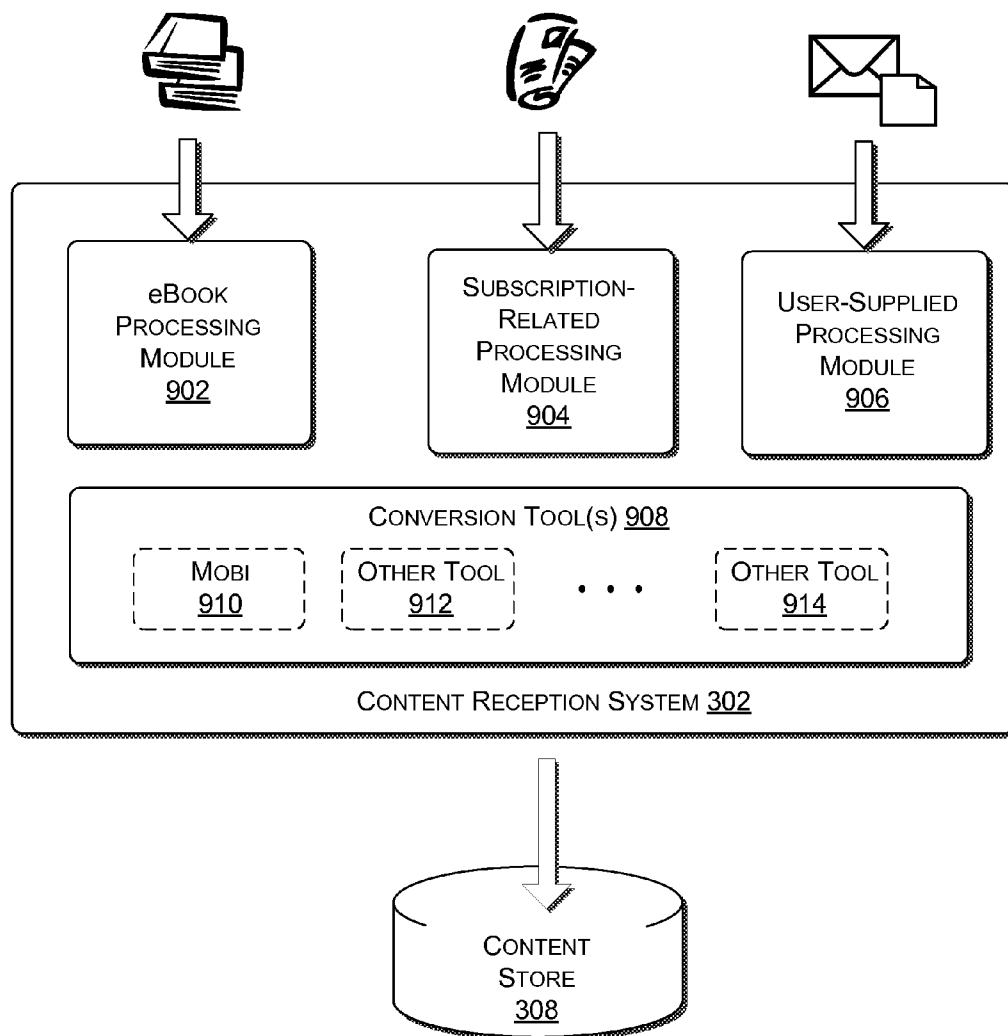 eBOOK
PROCESSING
MODULE
902
SUBSCRIPTION-
RELATED
PROCESSING
MODULE
904
USER-SUPPLIED
PROCESSING
MODULE
906
CONVERSION TOOL(S) 908
MOBI
910
OTHER TOOL
912
. . .
OTHER TOOL
914
CONTENT RECEPTION SYSTEM 302
CONTENT
STORE
308